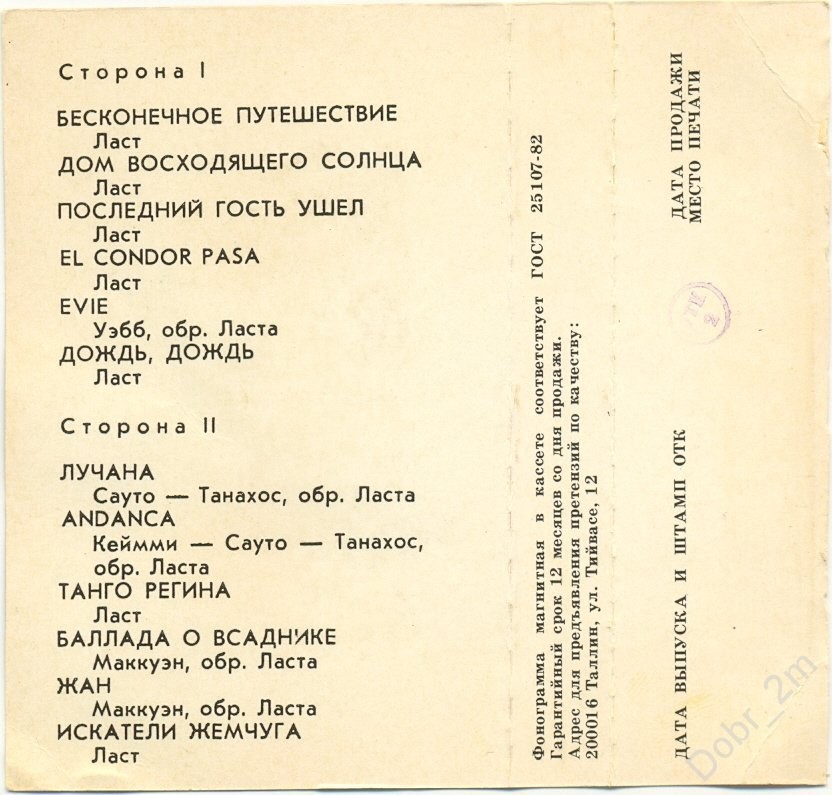 Сторона I
БЕСКОНЕЧНОЕ ПУТЕШЕСТВИЕ
Ласт
ДОМ ВОСХОДЯЩЕГО СОЛНЦА
Ласт
ПОСЛЕДНИЙ ГОСТЬ УШЕЛ
Ласт
EL CONDOR PASA
Ласт
EVIE
Уэбб, обр. Ласта
ДОЖДЬ, ДОЖДЬ
Ласт
Сторона II
ЛУЧАНА
Сауто — Танахос, обр. Ласта
ANDANCA
Кеймми — Сауто — Танахос,
обр. Ласта
ТАНГО РЕГИНА
Ласт
БАЛЛАДА О ВСАДНИКЕ
Маккуэн, обр. Ласта
ЖАН
Маккуэн, обр. Ласта
ИСКАТЕЛИ ЖЕМЧУГА
Ласт
Фонограмма магнитная в кассете соответствует ГОСТ 25107-82
Гарантийный срок 12 месяцев со дня продажи.
Адрес для предъявления претензий по качеству:
200016 Таллин, ул. Тийвасе, 12
ДАТА ПРОДАЖИ
МЕСТО ПЕЧАТИ
ДАТА ВЫПУСКА И ШТАМП ОТК
Dobr_2m